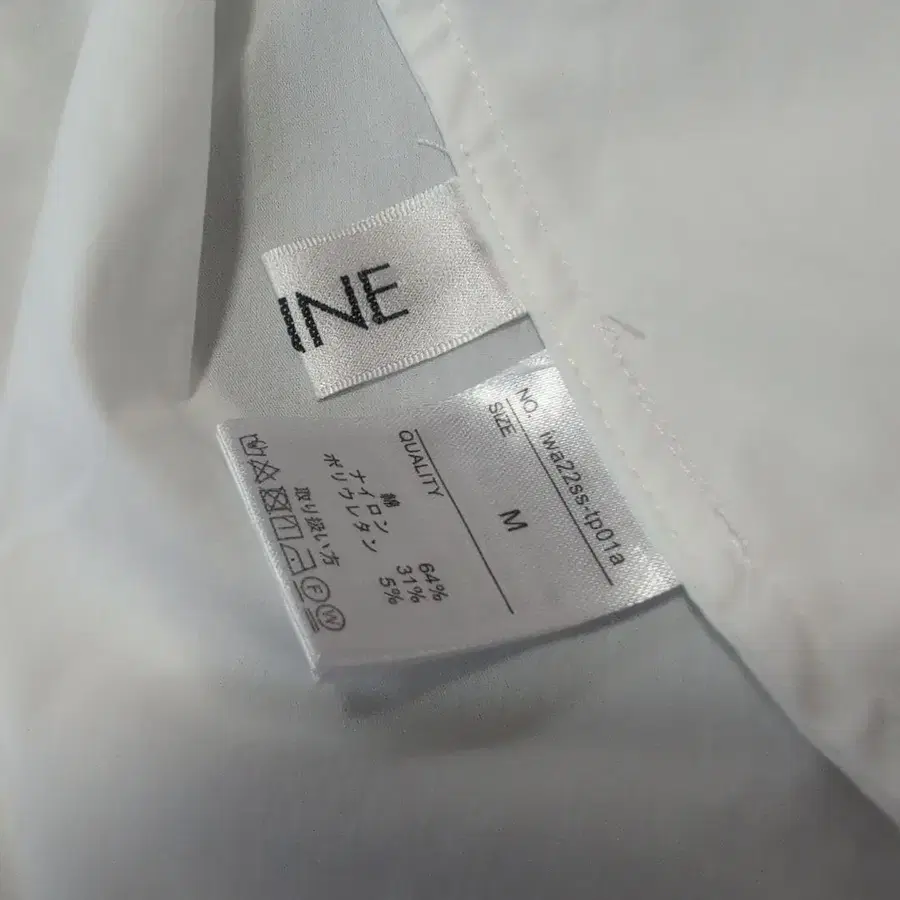 INE
NO. iwa22ss-tp01a
SIZE
M
QUALITY
綿 64%
ナイロン 31%
ポリウレタン 5%
取り扱い方
F W